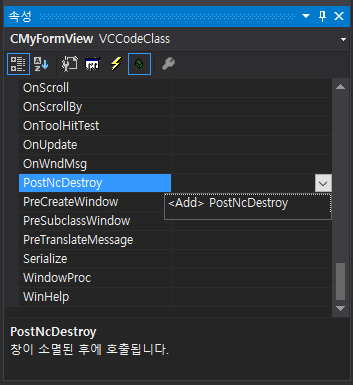 속성
CMyFormView VCCodeClass
OnScroll
OnScrollBy
OnToolHitTest
OnUpdate
OnWndMsg
PostNcDestroy
PreCreateWindow
<Add> PostNcDestroy
PreSubclassWindow
PreTranslateMessage
Serialize
WindowProc
WinHelp
PostNcDestroy
창이 소멸된 후에 호출됩니다.